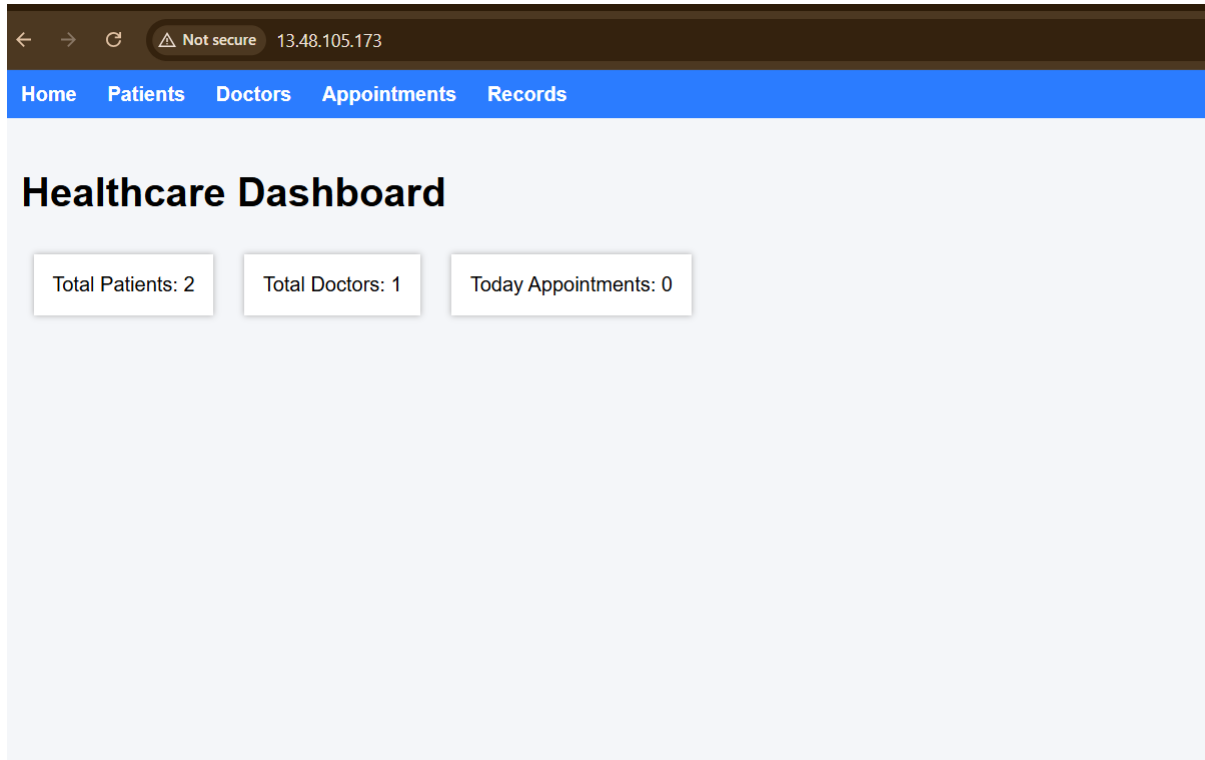 Not secure 13.48.105.173
Home Patients Doctors Appointments Records
Healthcare Dashboard
Total Patients: 2 Total Doctors: 1 Today Appointments: 0